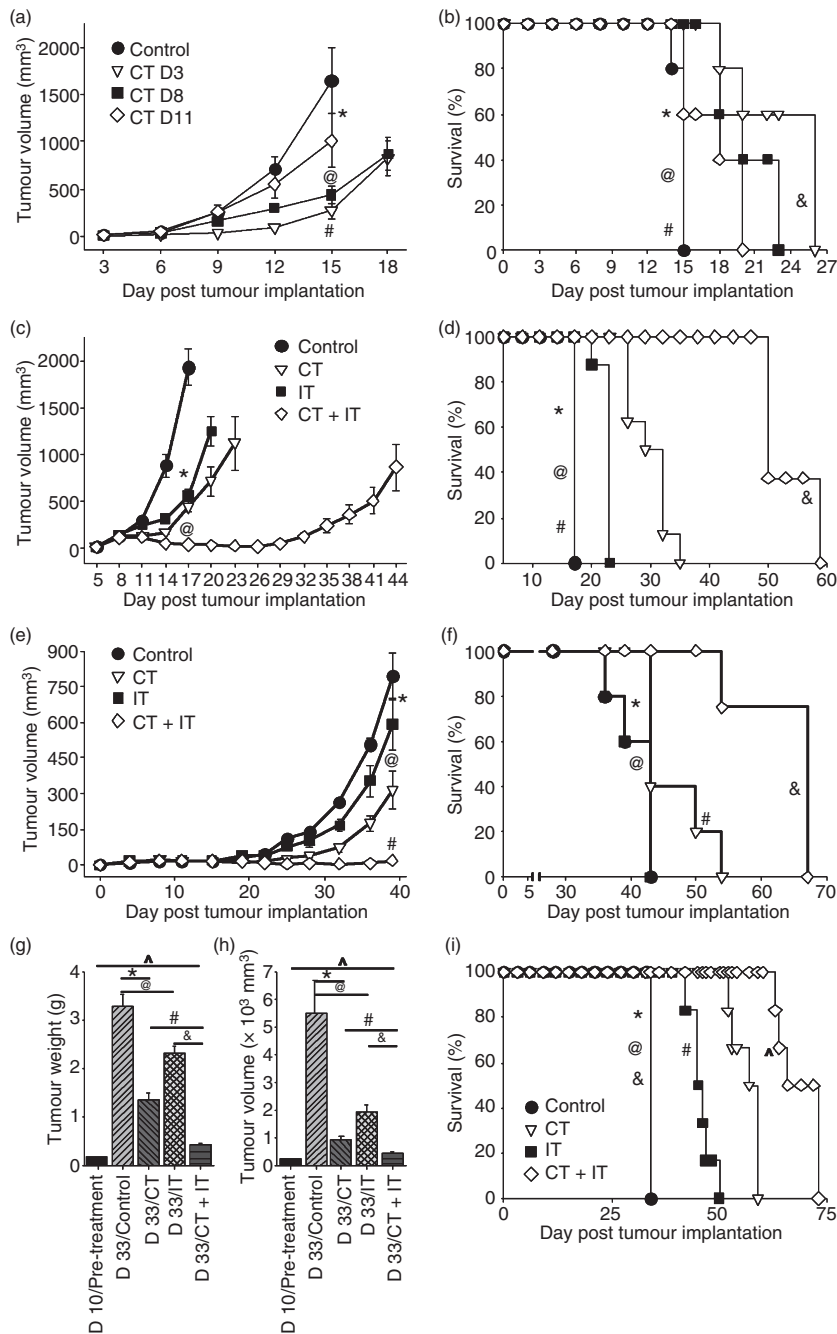 (a)
Tumour volume (mm³)
2000
1500
1000
500
0
Control
CT D3
CT D8
CT D11
*
@
#
3 6 9 12 15 18
Day post tumour implantation
(b)
Survival (%)
100
80
60
40
20
0
*
@
#
&
0 3 6 9 12 15 18 21 24 27
Day post tumour implantation
(c)
Tumour volume (mm³)
2000
1500
1000
500
0
Control
CT
IT
CT + IT
*
@
5 8 11 14 17 20 23 26 29 32 35 38 41 44
Day post tumour implantation
(d)
Survival (%)
100
80
60
40
20
0
*
@
#
&
10 20 30 40 50 60
Day post tumour implantation
(e)
Tumour volume (mm³)
900
750
600
450
300
150
0
Control
CT
IT
CT + IT
*
@
#
0 10 20 30 40
Day post tumour implantation
(f)
Survival (%)
100
80
60
40
20
0
*
@
#
&
0 5 30 40 50 60 70
Day post tumour implantation
(g)
Tumour weight (g)
4
3
2
1
0
^
*
@
#
&
D 10/Pre-treatment
D 33/Control
D 33/CT
D 33/IT
D 33/CT + IT
(h)
Tumour volume (× 10³ mm³)
7
6
5
4
3
2
1
0
^
*
@
#
&
D 10/Pre-treatment
D 33/Control
D 33/CT
D 33/IT
D 33/CT + IT
(i)
Survival (%)
100
80
60
40
20
0
*
@
&
#
^
Control
CT
IT
CT + IT
0 25 50 75
Day post tumour implantation